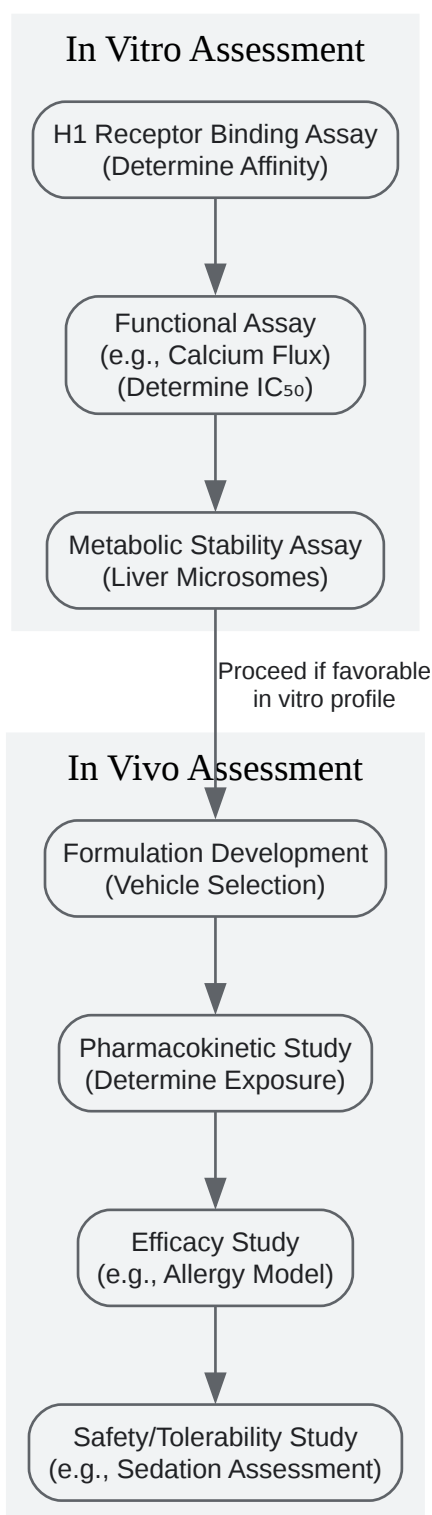 In Vitro Assessment
H1 Receptor Binding Assay
(Determine Affinity)
Functional Assay
(e.g., Calcium Flux)
(Determine IC₅₀)
Metabolic Stability Assay
(Liver Microsomes)
Proceed if favorable
in vitro profile
In Vivo Assessment
Formulation Development
(Vehicle Selection)
Pharmacokinetic Study
(Determine Exposure)
Efficacy Study
(e.g., Allergy Model)
Safety/Tolerability Study
(e.g., Sedation Assessment)